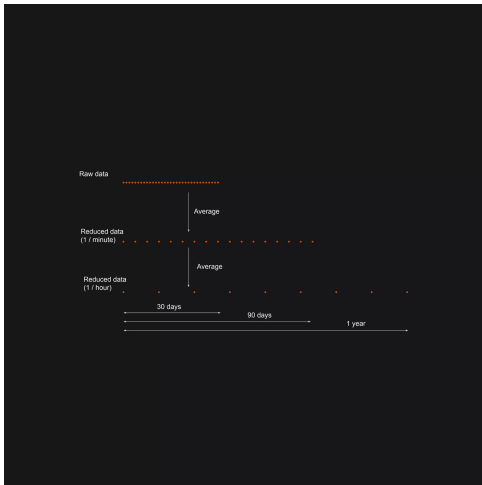 Raw data
Average
Reduced data
(1 / minute)
Average
Reduced data
(1 / hour)
30 days
90 days
1 year